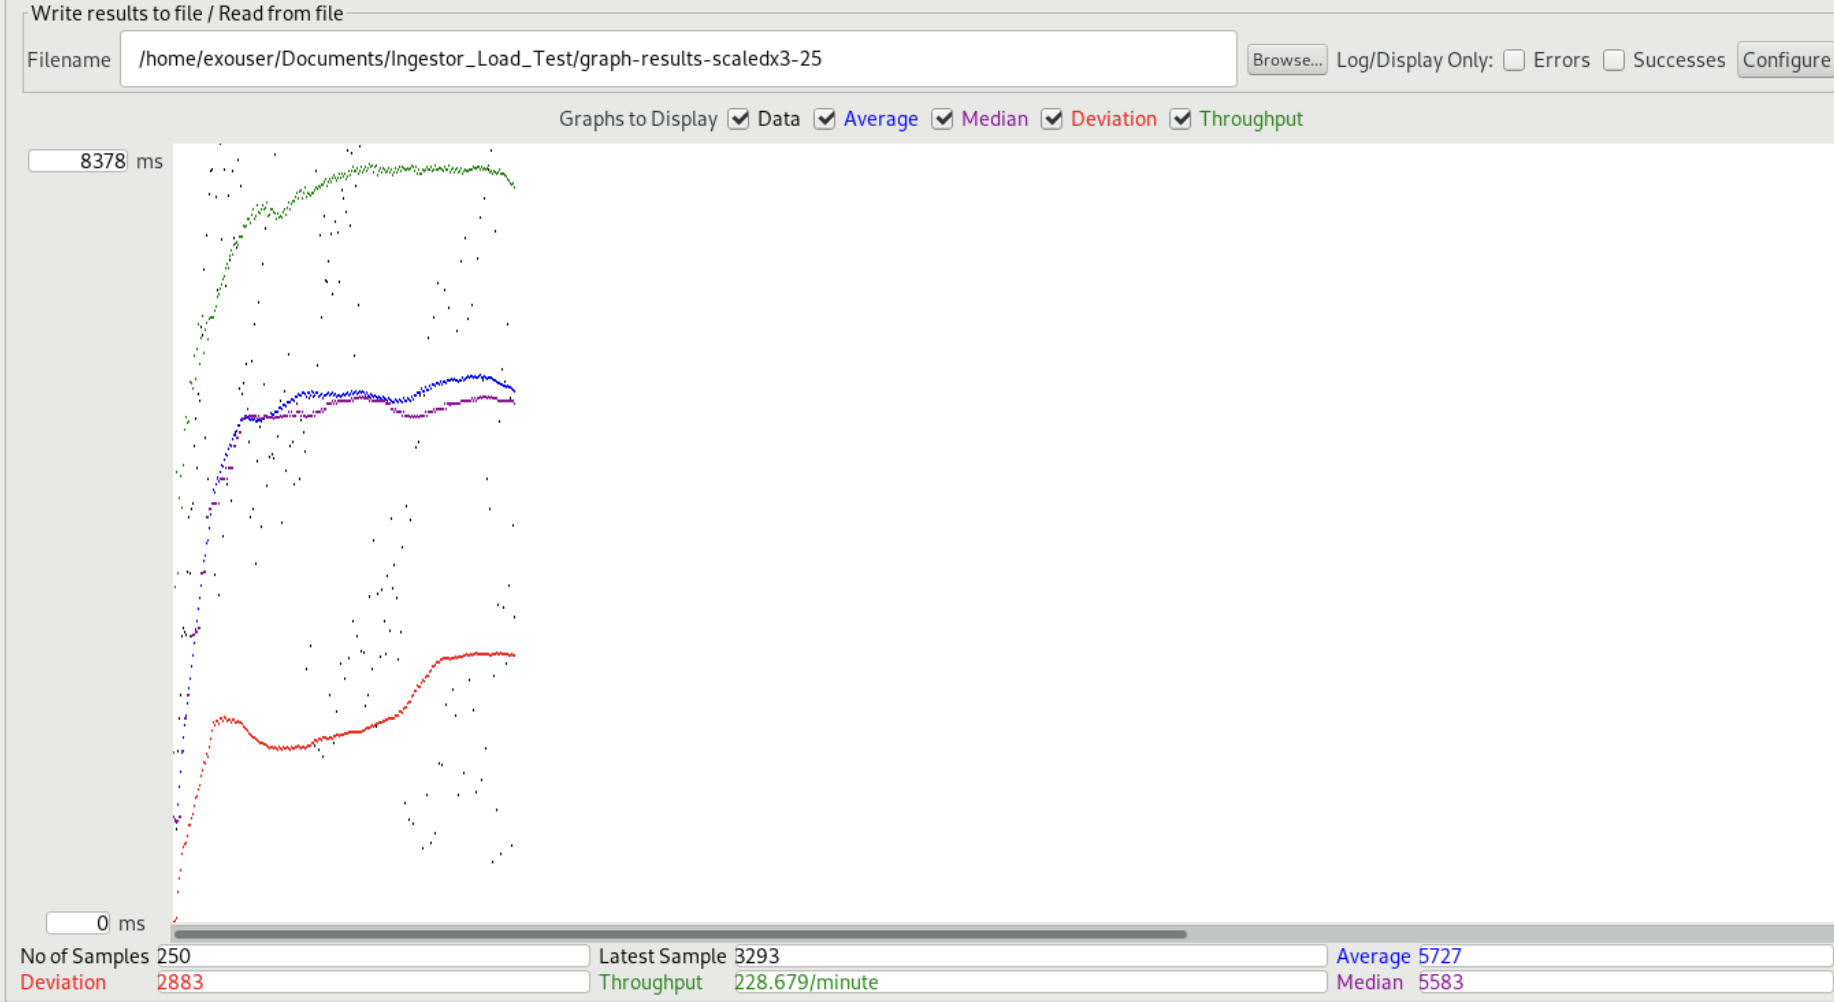 Write results to file / Read from file
Filename /home/exouser/Documents/Ingestor_Load_Test/graph-results-scaledx3-25 Browse... Log/Display Only: Errors Successes Configure
Graphs to Display Data Average Median Deviation Throughput
8378 ms
0 ms
No of Samples 250 Latest Sample 3293 Average 5727
Deviation 2883 Throughput 228.679/minute Median 5583